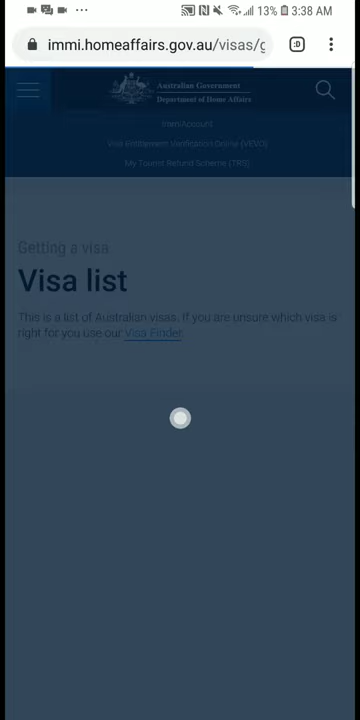 13% 3:38 AM
immi.homeaffairs.gov.au/visas/g
:D
Australian Government
Department of Home Affairs
ImmiAccount
Visa Entitlement Verification Online (VEVO)
My Tourist Refund Scheme (TRS)
Getting a visa
Visa list
This is a list of Australian visas. If you are unsure which visa is
right for you use our Visa Finder.